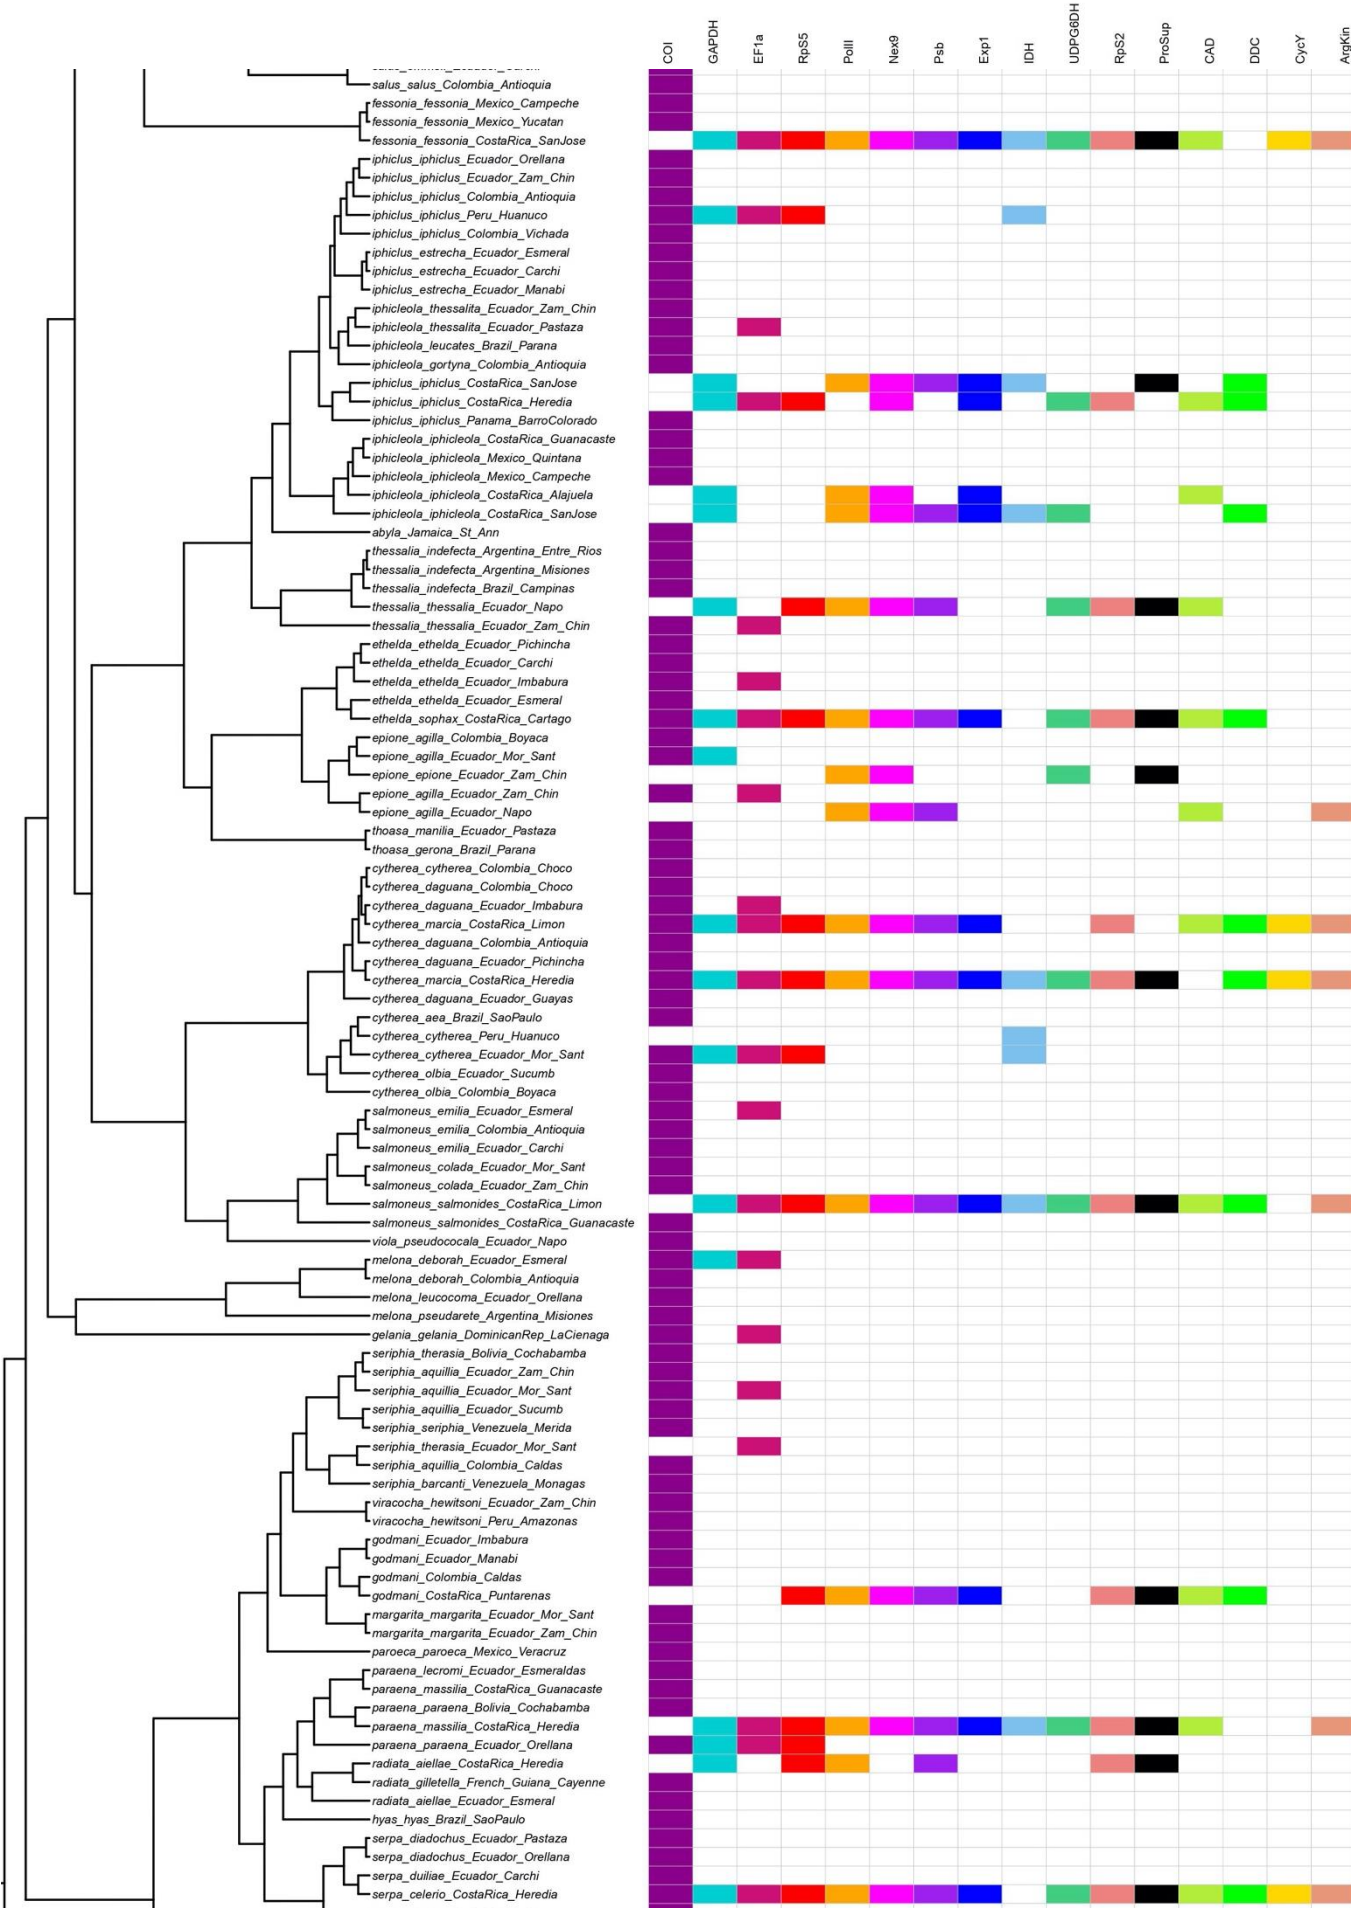 COI
GAPDH
EF1a
RpS5
PolII
Nex9
Psb
Exp1
IDH
UDPG6DH
RpS2
ProSup
CAD
DDC
CycY
ArgKin
salus_salus_Colombia_Antioquia
fessonia_fessonia_Mexico_Campeche
fessonia_fessonia_Mexico_Yucatan
fessonia_fessonia_CostaRica_SanJose
iphiclus_iphiclus_Ecuador_Orellana
iphiclus_iphiclus_Ecuador_Zam_Chin
iphiclus_iphiclus_Colombia_Antioquia
iphiclus_iphiclus_Peru_Huanuco
iphiclus_iphiclus_Colombia_Vichada
iphiclus_estrecha_Ecuador_Esmeral
iphiclus_estrecha_Ecuador_Carchi
iphiclus_estrecha_Ecuador_Manabi
iphicleola_thessalita_Ecuador_Zam_Chin
iphicleola_thessalita_Ecuador_Pastaza
iphicleola_leucates_Brazil_Parana
iphicleola_gortyna_Colombia_Antioquia
iphiclus_iphiclus_CostaRica_SanJose
iphiclus_iphiclus_CostaRica_Heredia
iphiclus_iphiclus_Panama_BarroColorado
iphicleola_iphicleola_CostaRica_Guanacaste
iphicleola_iphicleola_Mexico_Quintana
iphicleola_iphicleola_Mexico_Campeche
iphicleola_iphicleola_CostaRica_Alajuela
iphicleola_iphicleola_CostaRica_SanJose
abyla_Jamaica_St_Ann
thessalia_indefecta_Argentina_Entre_Rios
thessalia_indefecta_Argentina_Misiones
thessalia_indefecta_Brazil_Campinas
thessalia_thessalia_Ecuador_Napo
thessalia_thessalia_Ecuador_Zam_Chin
ethelda_ethelda_Ecuador_Pichincha
ethelda_ethelda_Ecuador_Carchi
ethelda_ethelda_Ecuador_Imbabura
ethelda_ethelda_Ecuador_Esmeral
ethelda_sophax_CostaRica_Cartago
epione_agilla_Colombia_Boyaca
epione_agilla_Ecuador_Mor_Sant
epione_epione_Ecuador_Zam_Chin
epione_agilla_Ecuador_Zam_Chin
epione_agilla_Ecuador_Napo
thoasa_manilia_Ecuador_Pastaza
thoasa_gerona_Brazil_Parana
cytherea_cytherea_Colombia_Choco
cytherea_daguana_Colombia_Choco
cytherea_daguana_Ecuador_Imbabura
cytherea_marcia_CostaRica_Limon
cytherea_daguana_Colombia_Antioquia
cytherea_daguana_Ecuador_Pichincha
cytherea_marcia_CostaRica_Heredia
cytherea_daguana_Ecuador_Guayas
cytherea_aea_Brazil_SaoPaulo
cytherea_cytherea_Peru_Huanuco
cytherea_cytherea_Ecuador_Mor_Sant
cytherea_olbia_Ecuador_Sucumb
cytherea_olbia_Colombia_Boyaca
salmoneus_emilia_Ecuador_Esmeral
salmoneus_emilia_Colombia_Antioquia
salmoneus_emilia_Ecuador_Carchi
salmoneus_colada_Ecuador_Mor_Sant
salmoneus_colada_Ecuador_Zam_Chin
salmoneus_salmonides_CostaRica_Limon
salmoneus_salmonides_CostaRica_Guanacaste
viola_pseudococala_Ecuador_Napo
melona_deborah_Ecuador_Esmeral
melona_deborah_Colombia_Antioquia
melona_leucocoma_Ecuador_Orellana
melona_pseudarete_Argentina_Misiones
gelania_gelania_DominicanRep_LaCienaga
seriphia_therasia_Bolivia_Cochabamba
seriphia_aquillia_Ecuador_Zam_Chin
seriphia_aquillia_Ecuador_Mor_Sant
seriphia_aquillia_Ecuador_Sucumb
seriphia_seriphia_Venezuela_Merida
seriphia_therasia_Ecuador_Mor_Sant
seriphia_aquillia_Colombia_Caldas
seriphia_barcanti_Venezuela_Monagas
viracocha_hewitsoni_Ecuador_Zam_Chin
viracocha_hewitsoni_Peru_Amazonas
godmani_Ecuador_Imbabura
godmani_Ecuador_Manabi
godmani_Colombia_Caldas
godmani_CostaRica_Puntarenas
margarita_margarita_Ecuador_Mor_Sant
margarita_margarita_Ecuador_Zam_Chin
paroeca_paroeca_Mexico_Veracruz
paraena_lecromi_Ecuador_Esmeraldas
paraena_massilia_CostaRica_Guanacaste
paraena_paraena_Bolivia_Cochabamba
paraena_massilia_CostaRica_Heredia
paraena_paraena_Ecuador_Orellana
radiata_aiellae_CostaRica_Heredia
radiata_gilletella_French_Guiana_Cayenne
radiata_aiellae_Ecuador_Esmeral
hyas_hyas_Brazil_SaoPaulo
serpa_diadochus_Ecuador_Pastaza
serpa_diadochus_Ecuador_Orellana
serpa_duiliae_Ecuador_Carchi
serpa_celerio_CostaRica_Heredia